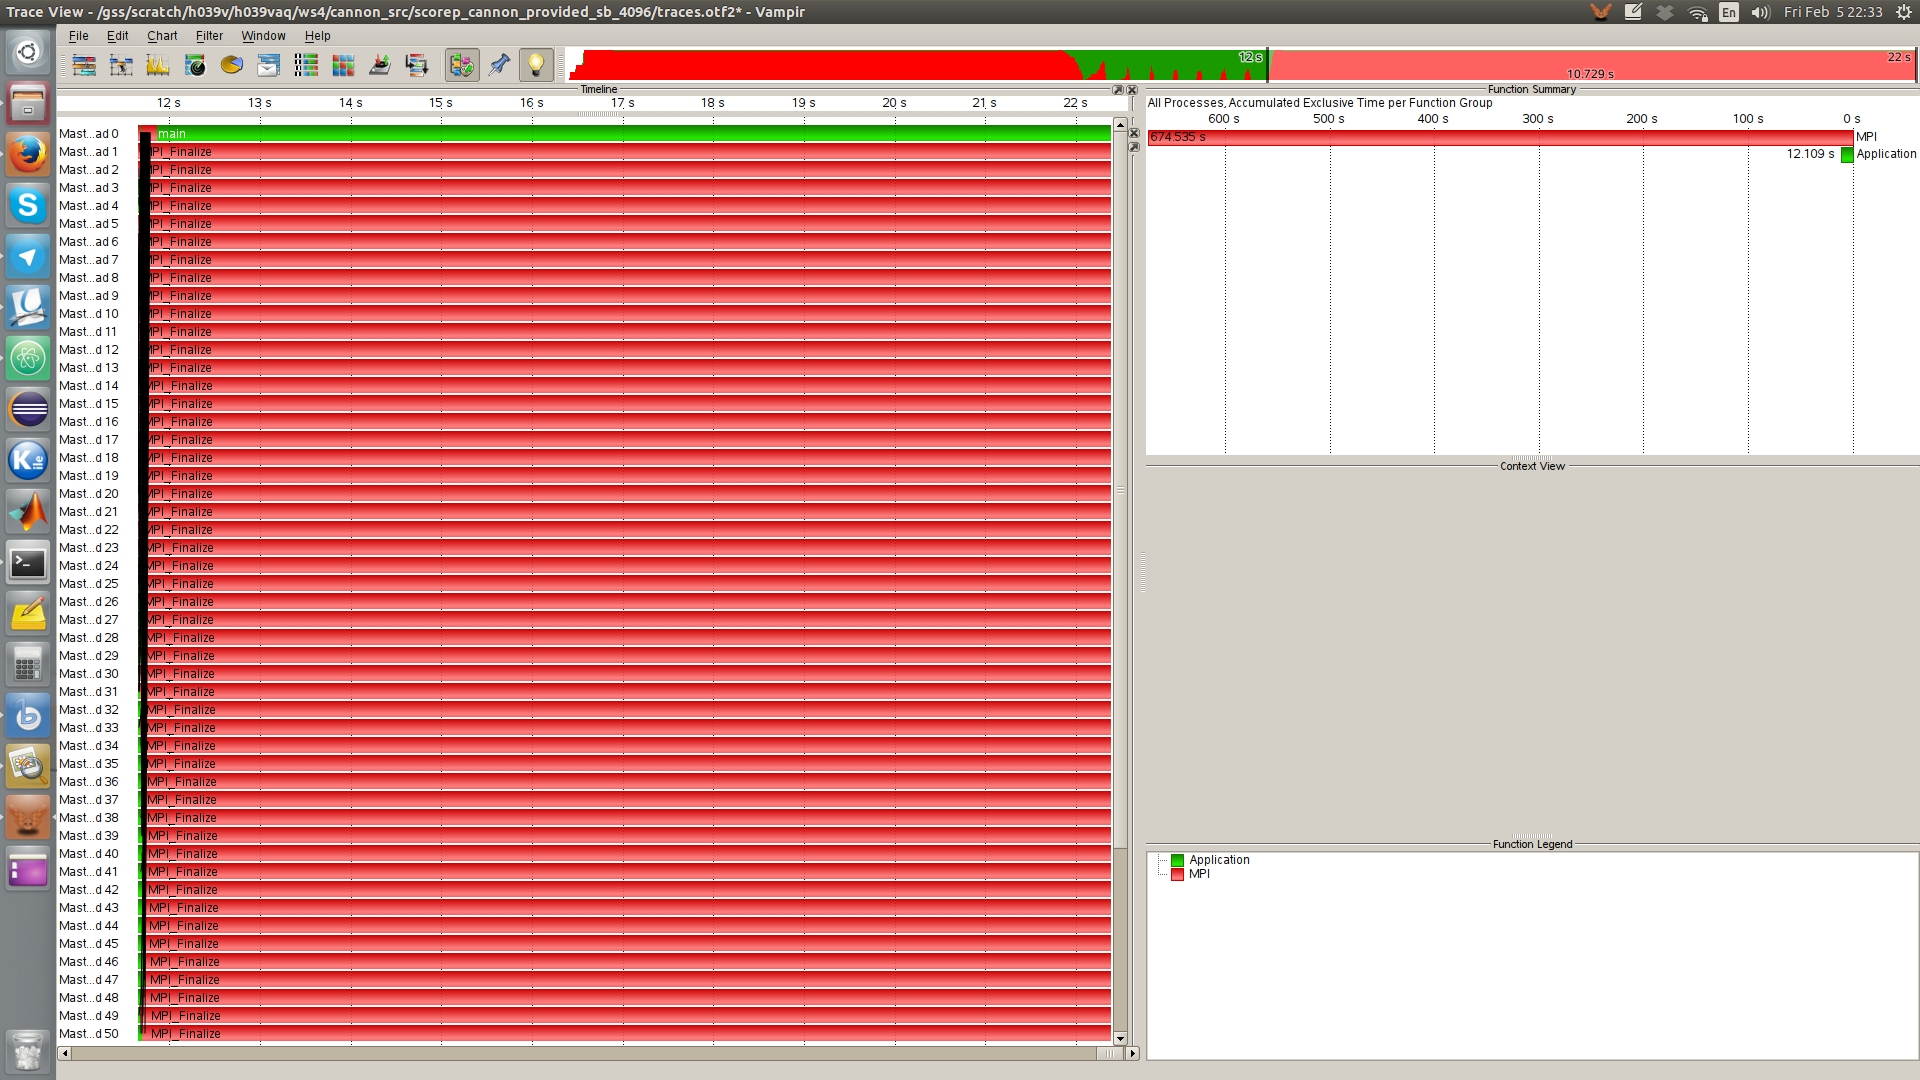 Trace View - /gss/scratch/h039v/h039vaq/ws4/cannon_src/scorep_cannon_provided_sb_4096/traces.otf2* - Vampir
En
Fri Feb 5 22:33
File Edit Chart Filter Window Help
12 s
10.729 s
22 s
Timeline
12 s 13 s 14 s 15 s 16 s 17 s 18 s 19 s 20 s 21 s 22 s
Mast...ad 0 main
Mast...ad 1 MPI_Finalize
Mast...ad 2 MPI_Finalize
Mast...ad 3 MPI_Finalize
Mast...ad 4 MPI_Finalize
Mast...ad 5 MPI_Finalize
Mast...ad 6 MPI_Finalize
Mast...ad 7 MPI_Finalize
Mast...ad 8 MPI_Finalize
Mast...ad 9 MPI_Finalize
Mast...d 10 MPI_Finalize
Mast...d 11 MPI_Finalize
Mast...d 12 MPI_Finalize
Mast...d 13 MPI_Finalize
Mast...d 14 MPI_Finalize
Mast...d 15 MPI_Finalize
Mast...d 16 MPI_Finalize
Mast...d 17 MPI_Finalize
Mast...d 18 MPI_Finalize
Mast...d 19 MPI_Finalize
Mast...d 20 MPI_Finalize
Mast...d 21 MPI_Finalize
Mast...d 22 MPI_Finalize
Mast...d 23 MPI_Finalize
Mast...d 24 MPI_Finalize
Mast...d 25 MPI_Finalize
Mast...d 26 MPI_Finalize
Mast...d 27 MPI_Finalize
Mast...d 28 MPI_Finalize
Mast...d 29 MPI_Finalize
Mast...d 30 MPI_Finalize
Mast...d 31 MPI_Finalize
Mast...d 32 MPI_Finalize
Mast...d 33 MPI_Finalize
Mast...d 34 MPI_Finalize
Mast...d 35 MPI_Finalize
Mast...d 36 MPI_Finalize
Mast...d 37 MPI_Finalize
Mast...d 38 MPI_Finalize
Mast...d 39 MPI_Finalize
Mast...d 40 MPI_Finalize
Mast...d 41 MPI_Finalize
Mast...d 42 MPI_Finalize
Mast...d 43 MPI_Finalize
Mast...d 44 MPI_Finalize
Mast...d 45 MPI_Finalize
Mast...d 46 MPI_Finalize
Mast...d 47 MPI_Finalize
Mast...d 48 MPI_Finalize
Mast...d 49 MPI_Finalize
Mast...d 50 MPI_Finalize
Function Summary
All Processes, Accumulated Exclusive Time per Function Group
600 s 500 s 400 s 300 s 200 s 100 s 0 s
674.535 s MPI
12.109 s Application
Context View
Function Legend
Application
MPI